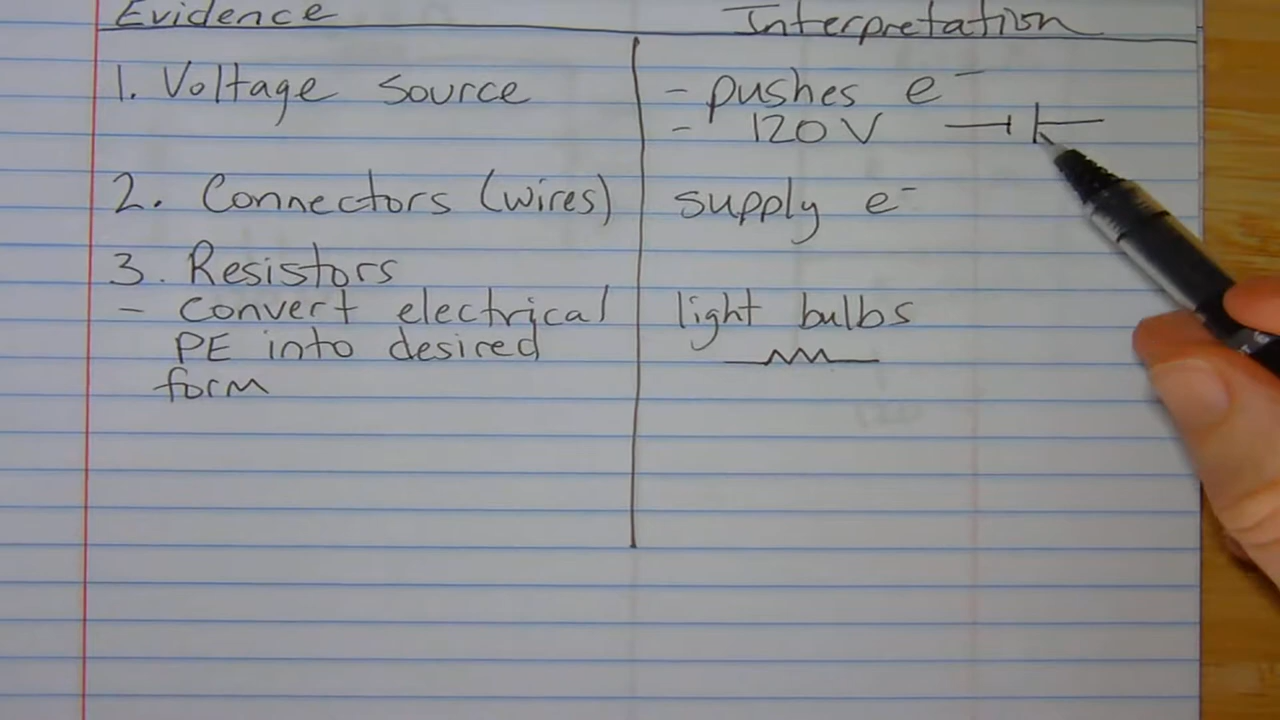 Evidence Interpretation
1. Voltage source - pushes e⁻
- 120 V
2. Connectors (wires) supply e⁻
3. Resistors
- convert electrical light bulbs
PE into desired
form